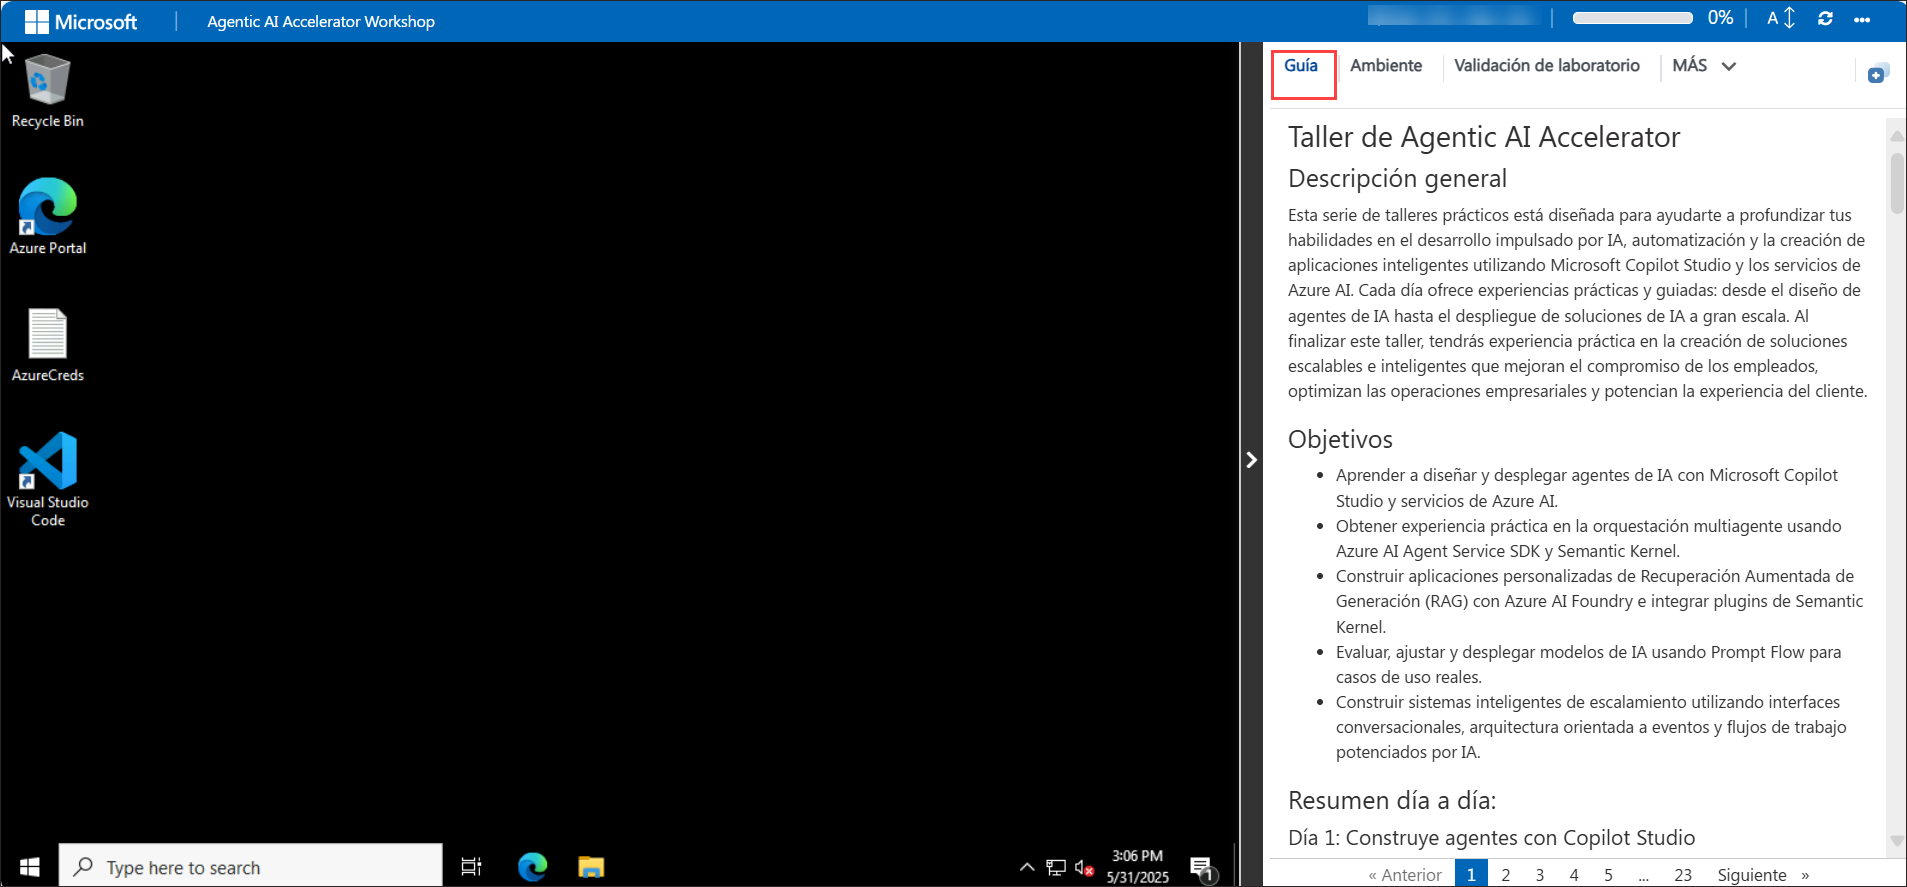 Microsoft
Agentic AI Accelerator Workshop
0%
A
Recycle Bin
Azure Portal
AzureCreds
Visual Studio
Code
Guía
Ambiente
Validación de laboratorio
MÁS
Taller de Agentic AI Accelerator
Descripción general
Esta serie de talleres prácticos está diseñada para ayudarte a profundizar tus
habilidades en el desarrollo impulsado por IA, automatización y la creación de
aplicaciones inteligentes utilizando Microsoft Copilot Studio y los servicios de
Azure AI. Cada día ofrece experiencias prácticas y guiadas: desde el diseño de
agentes de IA hasta el despliegue de soluciones de IA a gran escala. Al
finalizar este taller, tendrás experiencia práctica en la creación de soluciones
escalables e inteligentes que mejoran el compromiso de los empleados,
optimizan las operaciones empresariales y potencian la experiencia del cliente.
Objetivos
• Aprender a diseñar y desplegar agentes de IA con Microsoft Copilot
Studio y servicios de Azure AI.
• Obtener experiencia práctica en la orquestación multiagente usando
Azure AI Agent Service SDK y Semantic Kernel.
• Construir aplicaciones personalizadas de Recuperación Aumentada de
Generación (RAG) con Azure AI Foundry e integrar plugins de Semantic
Kernel.
• Evaluar, ajustar y desplegar modelos de IA usando Prompt Flow para
casos de uso reales.
• Construir sistemas inteligentes de escalamiento utilizando interfaces
conversacionales, arquitectura orientada a eventos y flujos de trabajo
potenciados por IA.
Resumen día a día:
Día 1: Construye agentes con Copilot Studio
« Anterior 1 2 3 4 5 ... 23 Siguiente »
Type here to search
3:06 PM
5/31/2025
1